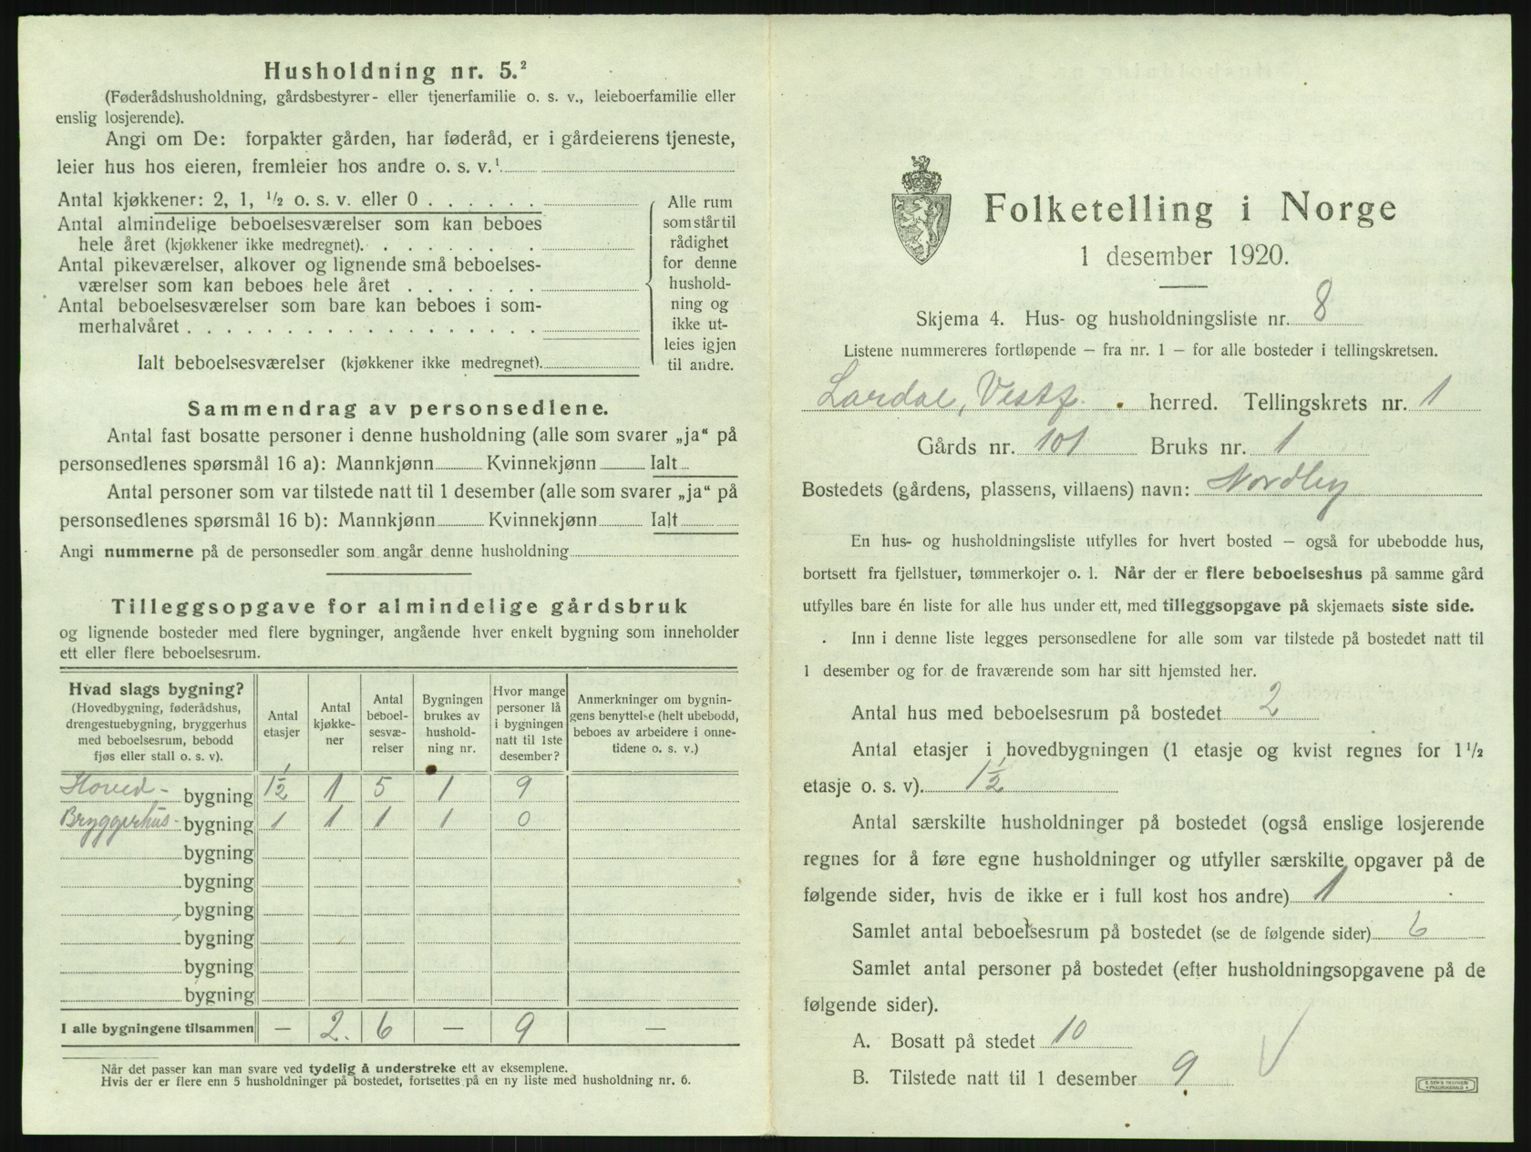 Husholdning nr. 5.²
(Føderådshusholdning, gårdsbestyrer- eller tjenerfamilie o. s. v., leieboerfamilie eller
enslig losjerende).
Angi om De: forpakter gården, har føderåd, er i gårdeierens tjeneste,
leier hus hos eieren, fremleier hos andre o. s. v.¹
Antal kjøkkener: 2, 1, ½ o. s. v. eller 0
Antal almindelige beboelsesværelser som kan beboes
hele året (kjøkkener ikke medregnet).
Antal pikeværelser, alkover og lignende små beboelses-
værelser som kan beboes hele året
Antal beboelsesværelser som bare kan beboes i som-
merhalvåret
Ialt beboelsesværelser (kjøkkener ikke medregnet).
Alle rum
som står til
rådighet
for denne
hushold-
ning og
ikke ut-
leies igjen
til andre.
Sammendrag av personsedlene.
Antal fast bosatte personer i denne husholdning (alle som svarer „ja“ på
personsedlenes spørsmål 16 a): Mannkjønn Kvinnekjønn Ialt
Antal personer som var tilstede natt til 1 desember (alle som svarer „ja“ på
personsedlenes spørsmål 16 b): Mannkjønn Kvinnekjønn Ialt
Angi nummerne på de personsedler som angår denne husholdning
Tilleggsopgave for almindelige gårdsbruk
og lignende bosteder med flere bygninger, angående hver enkelt bygning som inneholder
ett eller flere beboelsesrum.
Hvad slags bygning?
(Hovedbygning, føderådshus,
drengestuebygning, bryggerhus
med beboelsesrum, bebodd
fjøs eller stall o. s. v).
Antal
etasjer
Antal
kjøkke-
ner
Antal
beboel-
sesvæ-
relser
Bygningen
brukes av
hushold-
ning nr.
Hvor mange
personer lå
i bygningen
natt til 1ste
desember?
Anmerkninger om bygnin-
gens benyttelse (helt ubebodd,
beboes av arbeidere i onne-
tidene o. s. v.)
Hoved- bygning 1½ 1 5 1 9
Bryggerhus- bygning 1 1 1 1 0
bygning
bygning
bygning
bygning
bygning
bygning
I alle bygningene tilsammen — 2. 6 — 9 —
Når det passer kan man svare ved tydelig å understreke ett av eksemplene.
Hvis der er flere enn 5 husholdninger på bostedet, fortsettes på en ny liste med husholdning nr. 6.
Folketelling i Norge
1 desember 1920.
Skjema 4. Hus- og husholdningsliste nr. 8
Listene nummereres fortløpende – fra nr. 1 – for alle bosteder i tellingskretsen.
Lardal, Vestf. herred. Tellingskrets nr. 1
Gårds nr. 101 Bruks nr. 1
Bostedets (gårdens, plassens, villaens) navn: Nordby
En hus- og husholdningsliste utfylles for hvert bosted – også for ubebodde hus,
bortsett fra fjellstuer, tømmerkojer o. l. Når der er flere beboelseshus på samme gård
utfylles bare én liste for alle hus under ett, med tilleggsopgave på skjemaets siste side.
Inn i denne liste legges personsedlene for alle som var tilstede på bostedet natt til
1 desember og for de fraværende som har sitt hjemsted her.
Antal hus med beboelsesrum på bostedet 2
Antal etasjer i hovedbygningen (1 etasje og kvist regnes for 1½
etasje o. s. v). 1½
Antal særskilte husholdninger på bostedet (også enslige losjerende
regnes for å føre egne husholdninger og utfyller særskilte opgaver på de
følgende sider, hvis de ikke er i full kost hos andre) 1
Samlet antal beboelsesrum på bostedet (se de følgende sider) 6
Samlet antal personer på bostedet (efter husholdningsopgavene på de
følgende sider).
A. Bosatt på stedet 10
B. Tilstede natt til 1 desember 9